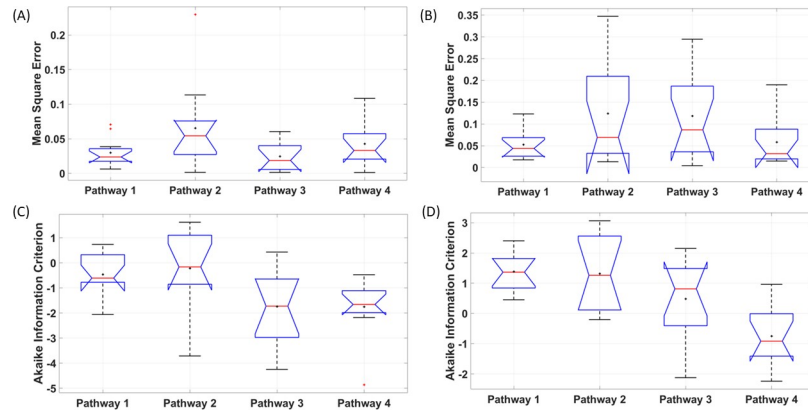 (A)
Mean Square Error
0.2
0.15
0.1
0.05
0
Pathway 1 Pathway 2 Pathway 3 Pathway 4
(B)
Mean Square Error
0.35
0.3
0.25
0.2
0.15
0.1
0.05
0
Pathway 1 Pathway 2 Pathway 3 Pathway 4
(C)
Akaike Information Criterion
1
0
-1
-2
-3
-4
-5
Pathway 1 Pathway 2 Pathway 3 Pathway 4
(D)
Akaike Information Criterion
3
2
1
0
-1
-2
Pathway 1 Pathway 2 Pathway 3 Pathway 4